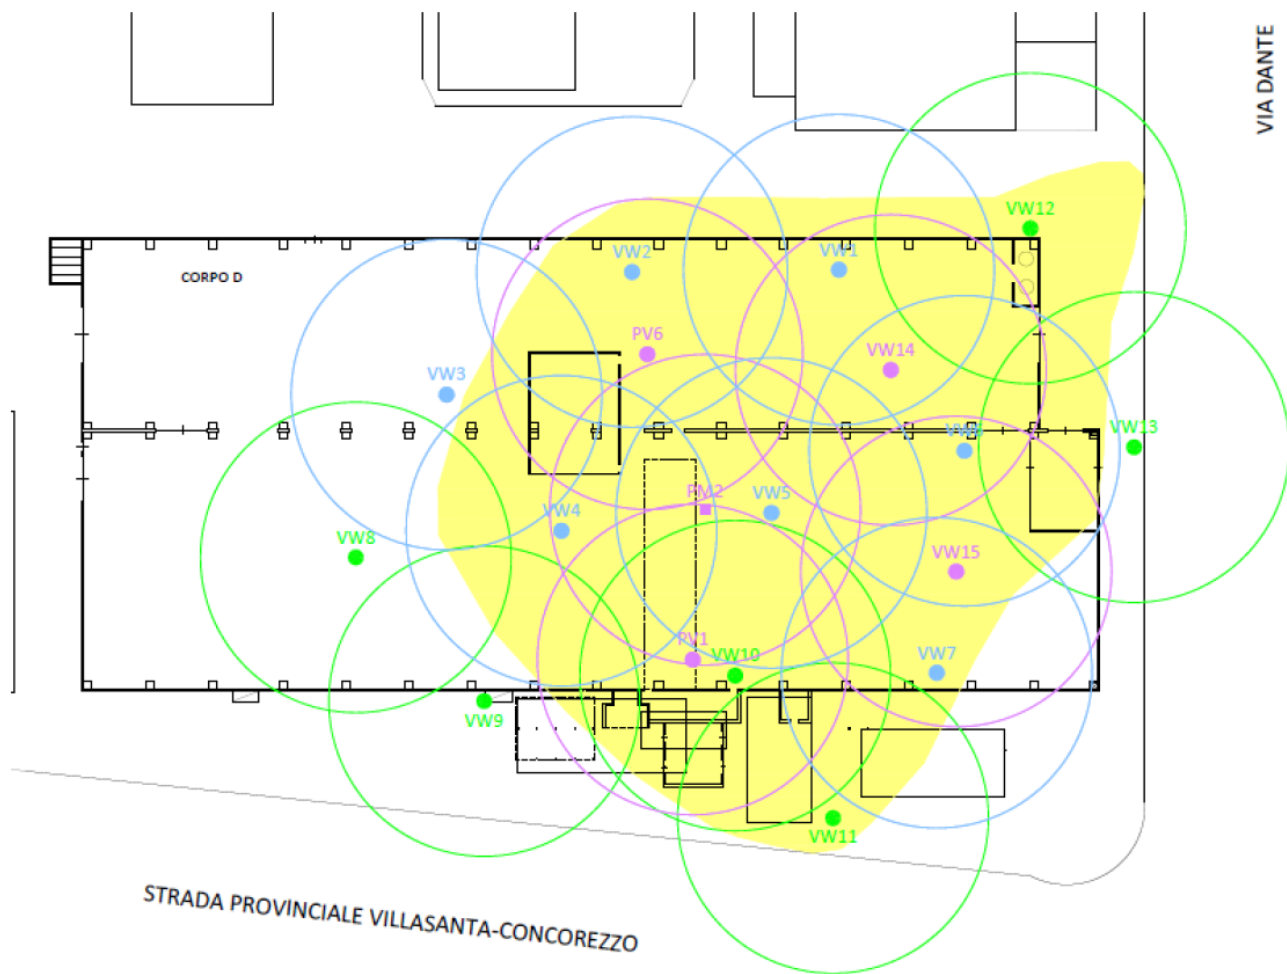 VIA DANTE
VW12
VW2
VW1
CORPO D
PV6
VW14
VW3
VW13
PM2
VW5
VW4
VW8
VW15
PV1
VW10
VW7
VW9
VW11
STRADA PROVINCIALE VILLASANTA-CONCOREZZO